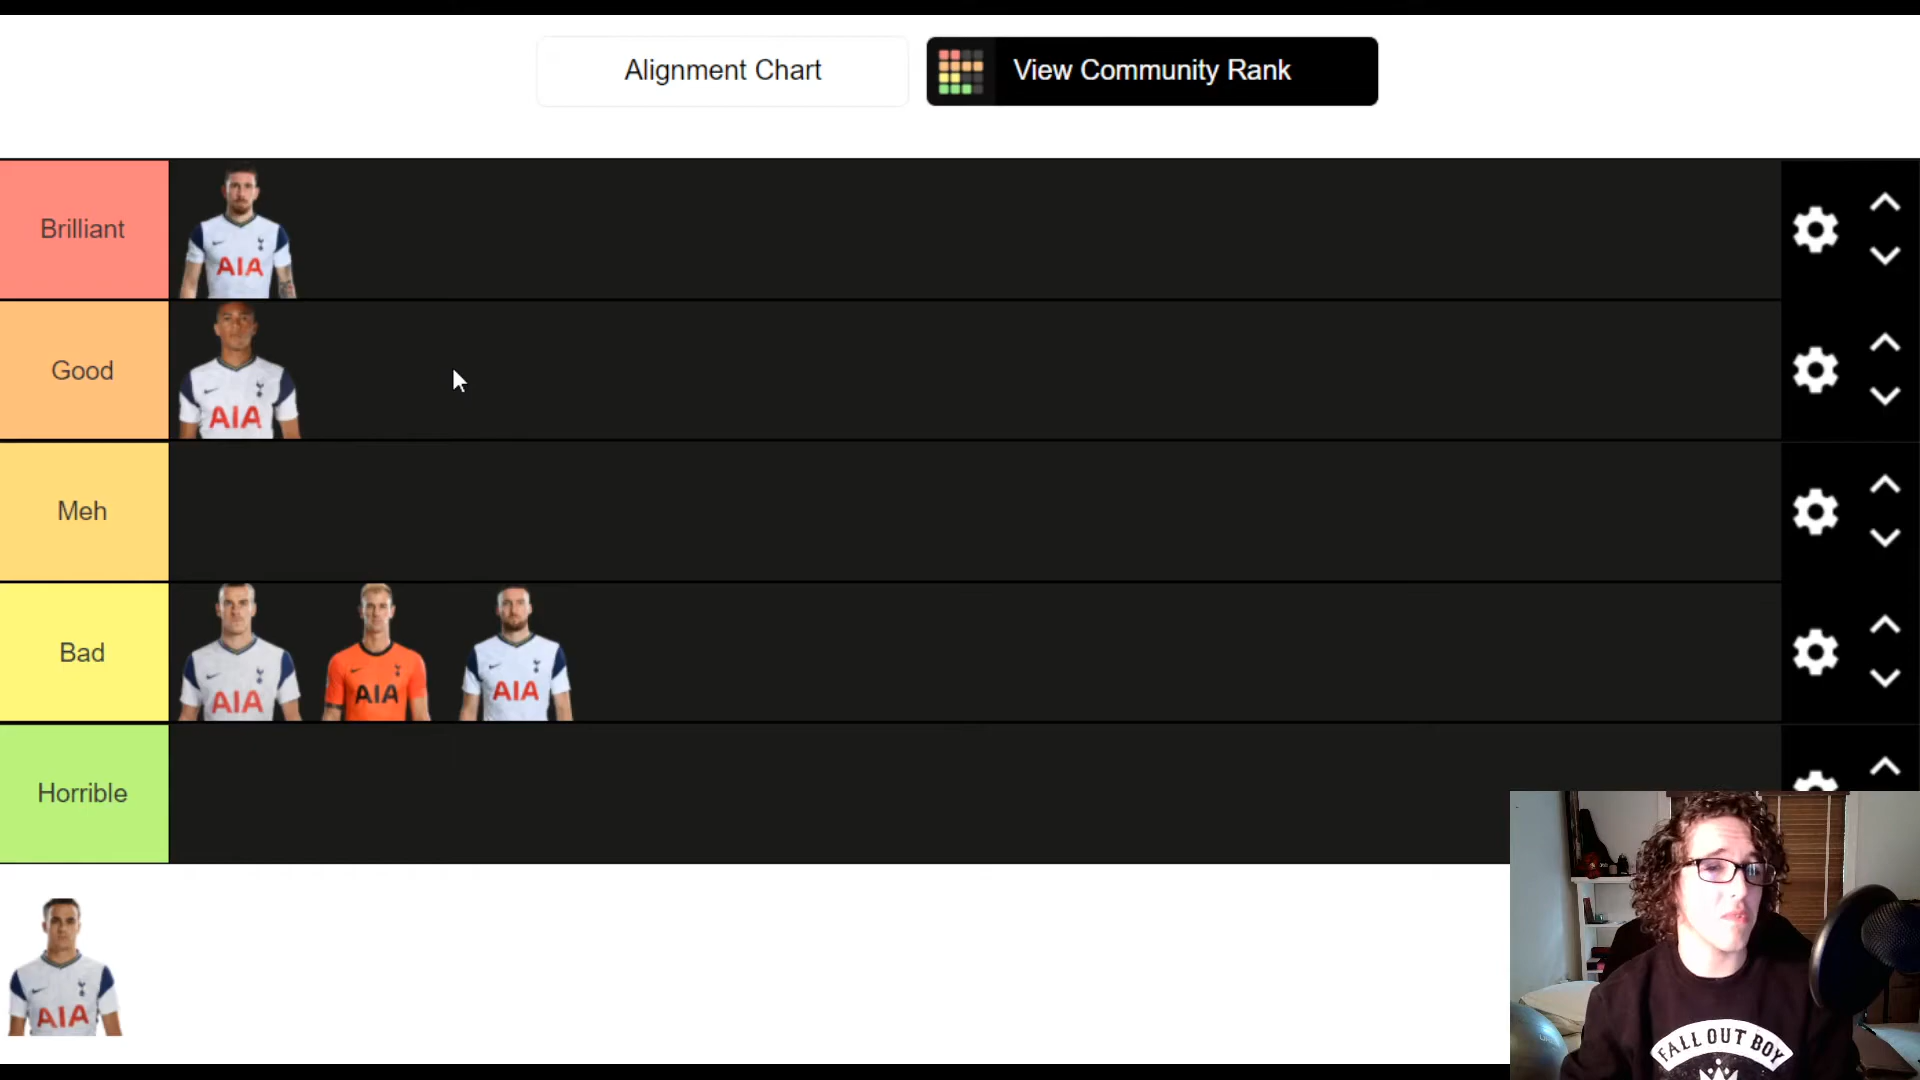 Alignment Chart
View Community Rank
Brilliant
AIA
Good
AIA
Meh
Bad
AIA
AIA
AIA
Horrible
AIA
FALL OUT BOY